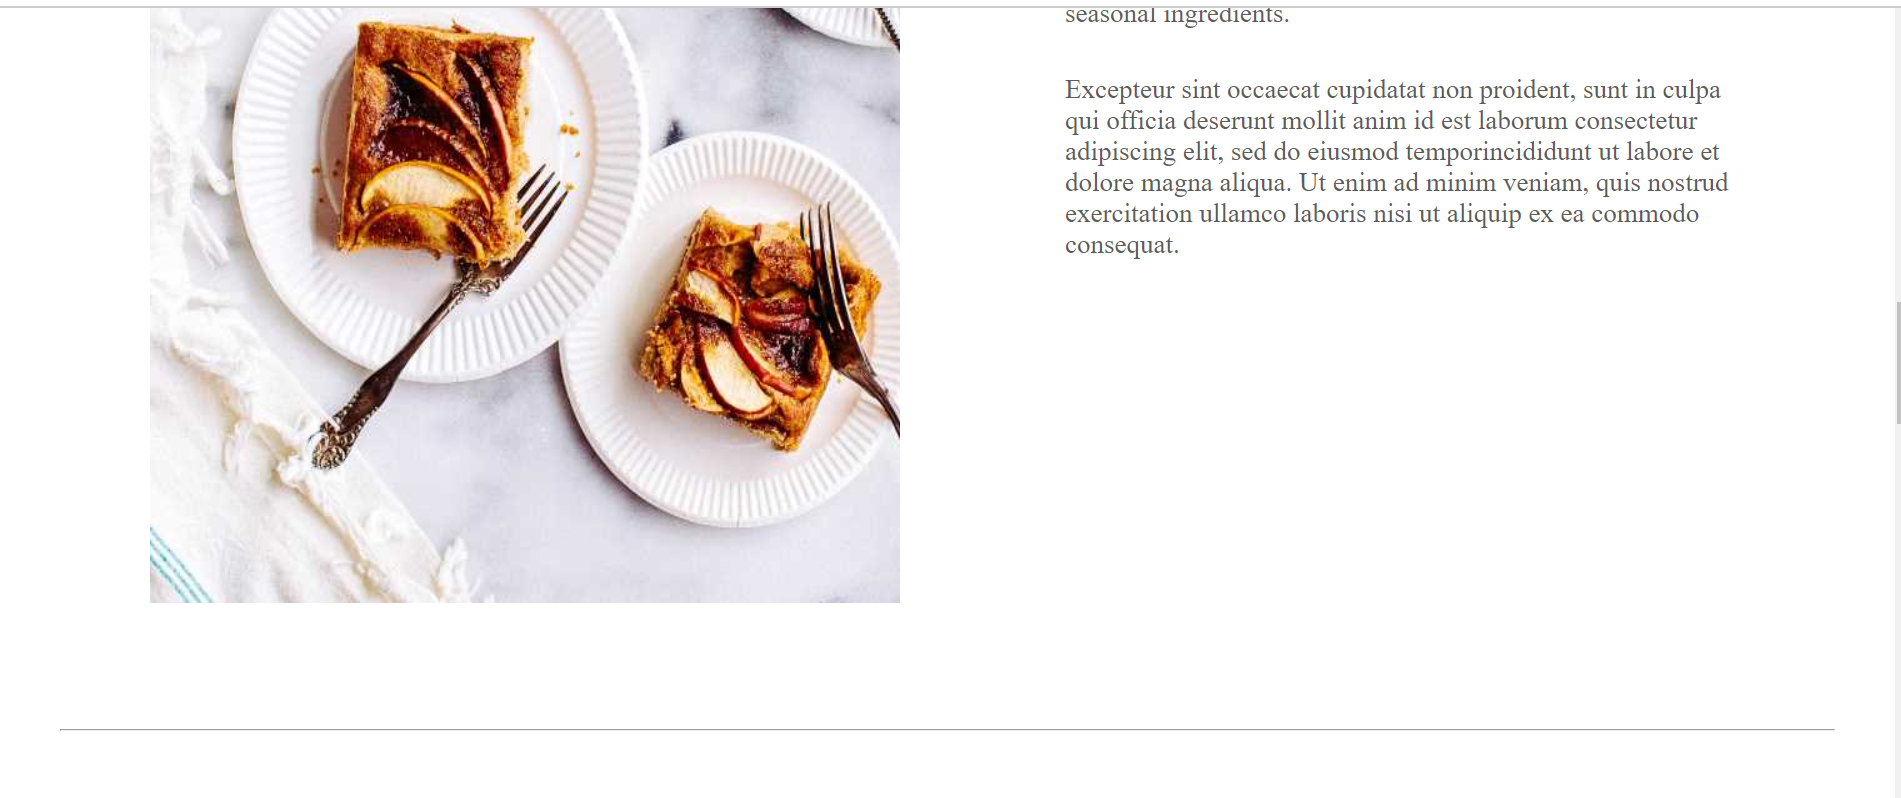 seasonal ingredients.
Excepteur sint occaecat cupidatat non proident, sunt in culpa
qui officia deserunt mollit anim id est laborum consectetur
adipiscing elit, sed do eiusmod temporincididunt ut labore et
dolore magna aliqua. Ut enim ad minim veniam, quis nostrud
exercitation ullamco laboris nisi ut aliquip ex ea commodo
consequat.